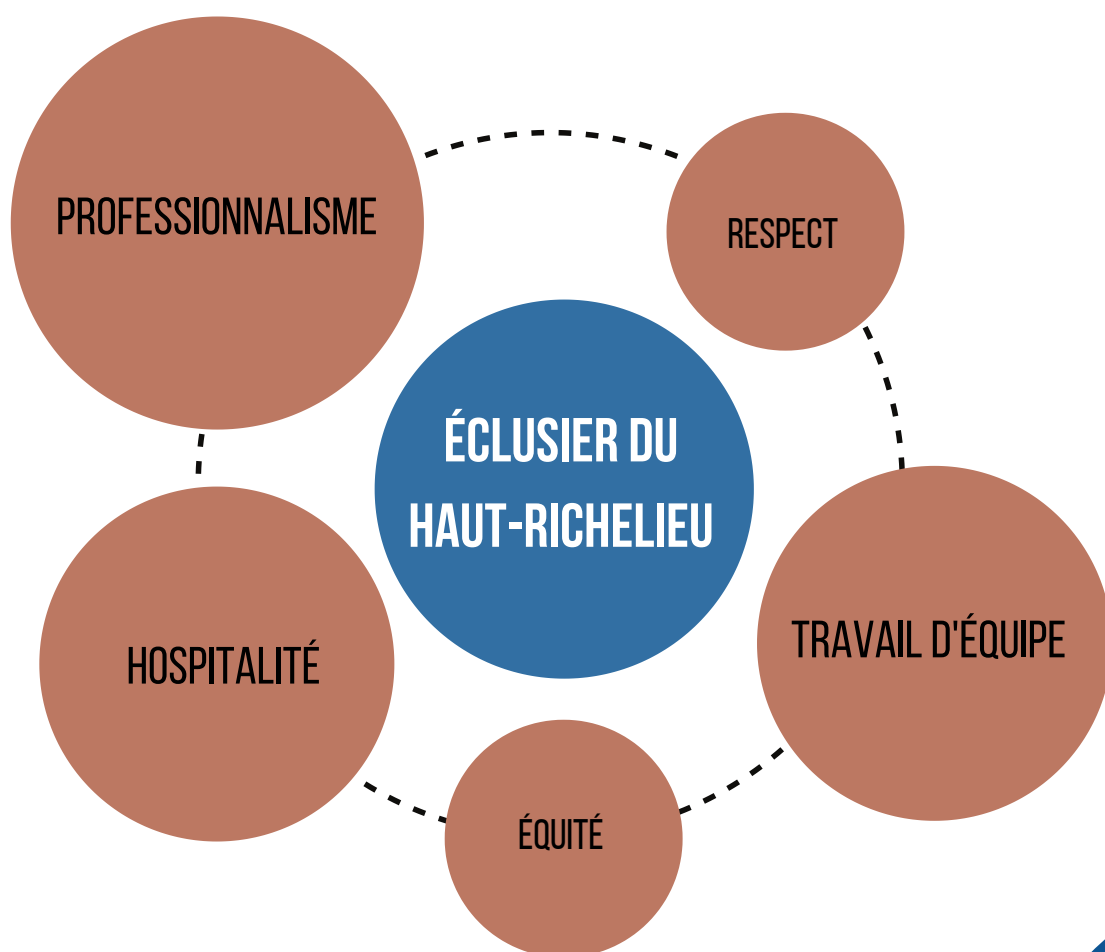 PROFESSIONNALISME
RESPECT
ÉCLUSIER DU
HAUT-RICHELIEU
TRAVAIL D'ÉQUIPE
HOSPITALITÉ
ÉQUITÉ